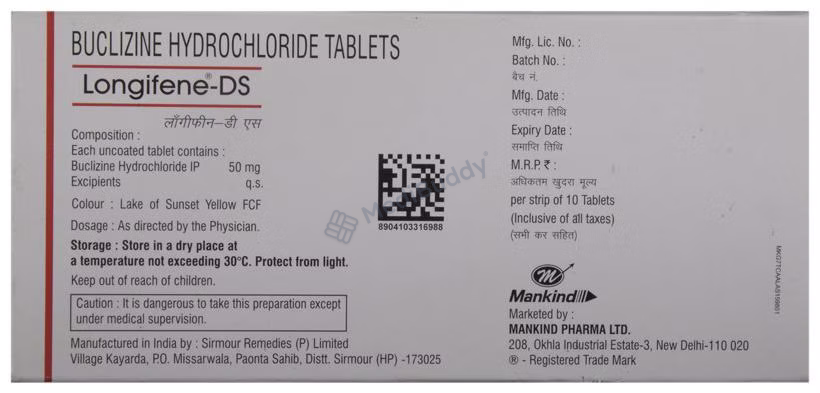 BUCLIZINE HYDROCHLORIDE TABLETS
Longifene®-DS
लाँगीफीन-डी एस
Composition :
Each uncoated tablet contains :
Buclizine Hydrochloride IP 50 mg
Excipients q.s.
Colour : Lake of Sunset Yellow FCF
Dosage : As directed by the Physician.
Storage : Store in a dry place at
a temperature not exceeding 30°C. Protect from light.
Keep out of reach of children.
Caution : It is dangerous to take this preparation except
under medical supervision.
Manufactured in India by : Sirmour Remedies (P) Limited
Village Kayarda, P.O. Missarwala, Paonta Sahib, Distt. Sirmour (HP) -173025
8904103316988
Mfg. Lic. No. :
Batch No. :
बैच नं.
Mfg. Date :
उत्पादन तिथि
Expiry Date :
समाप्ति तिथि
M.R.P. ₹ :
अधिकतम खुदरा मूल्य
per strip of 10 Tablets
(Inclusive of all taxes)
(सभी कर सहित)
m
Mankind
Marketed by :
MANKIND PHARMA LTD.
208, Okhla Industrial Estate-3, New Delhi-110 020
® - Registered Trade Mark